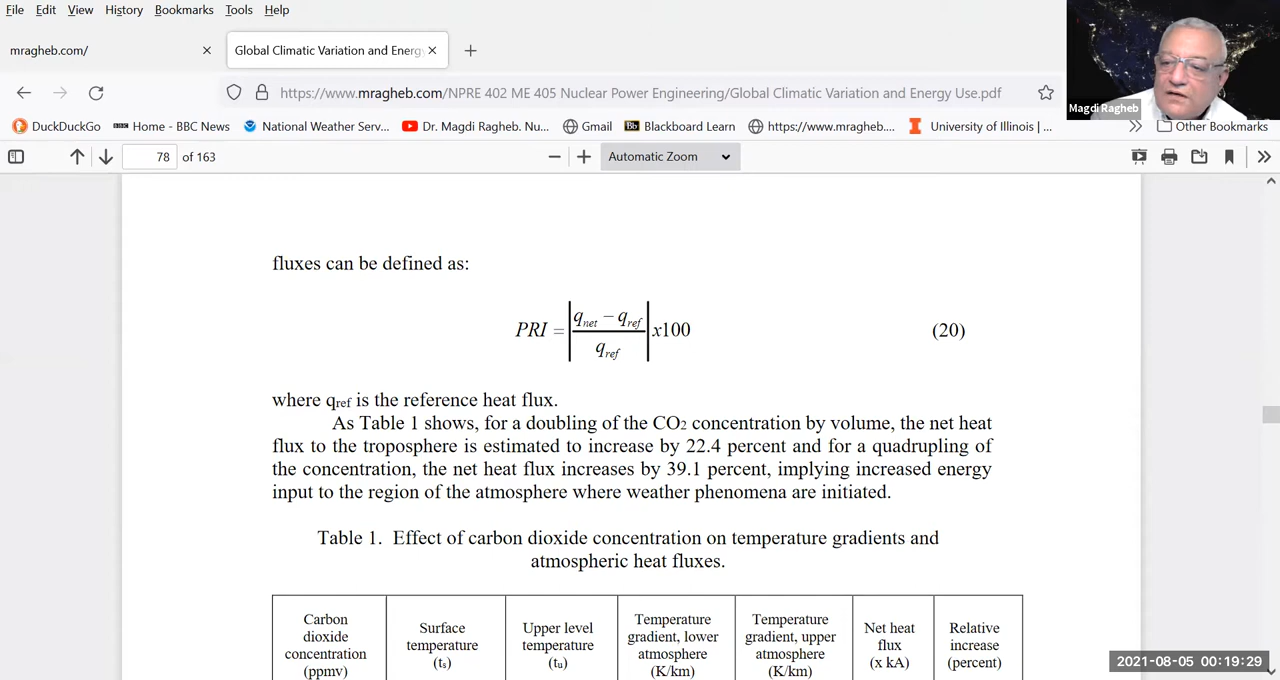 File Edit View History Bookmarks Tools Help
mragheb.com/
Global Climatic Variation and Energy
https://www.mragheb.com/NPRE 402 ME 405 Nuclear Power Engineering/Global Climatic Variation and Energy Use.pdf
Magdi Ragheb
DuckDuckGo BBC Home - BBC News National Weather Serv... Dr. Magdi Ragheb. Nu... Gmail Bb Blackboard Learn https://www.mragheb.... University of Illinois |... Other Bookmarks
78 of 163 Automatic Zoom
fluxes can be defined as:
PRI = |(q_net − q_ref) / q_ref| x100 (20)
where qref is the reference heat flux.
As Table 1 shows, for a doubling of the CO2 concentration by volume, the net heat
flux to the troposphere is estimated to increase by 22.4 percent and for a quadrupling of
the concentration, the net heat flux increases by 39.1 percent, implying increased energy
input to the region of the atmosphere where weather phenomena are initiated.
Table 1. Effect of carbon dioxide concentration on temperature gradients and
atmospheric heat fluxes.
Carbon
dioxide
concentration
(ppmv)
Surface
temperature
(ts)
Upper level
temperature
(tu)
Temperature
gradient, lower
atmosphere
(K/km)
Temperature
gradient, upper
atmosphere
(K/km)
Net heat
flux
(x kA)
Relative
increase
(percent)
2021-08-05 00:19:29